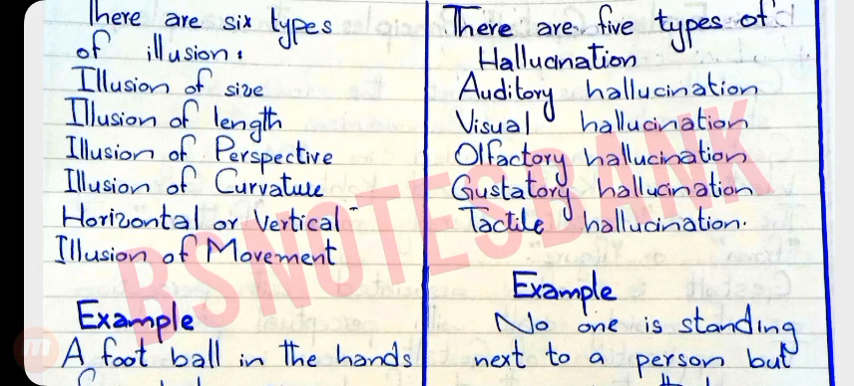 There are six types
of illusion:
Illusion of size
Illusion of length
Illusion of Perspective
Illusion of Curvature
Horizontal or Vertical
Illusion of Movement
Example
A foot ball in the hands
There are five types of
Hallucination
Auditory hallucination
Visual hallucination
Olfactory hallucination
Gustatory hallucination
Tactile hallucination.
Example
No one is standing
next to a person but
BSNOTESBANK